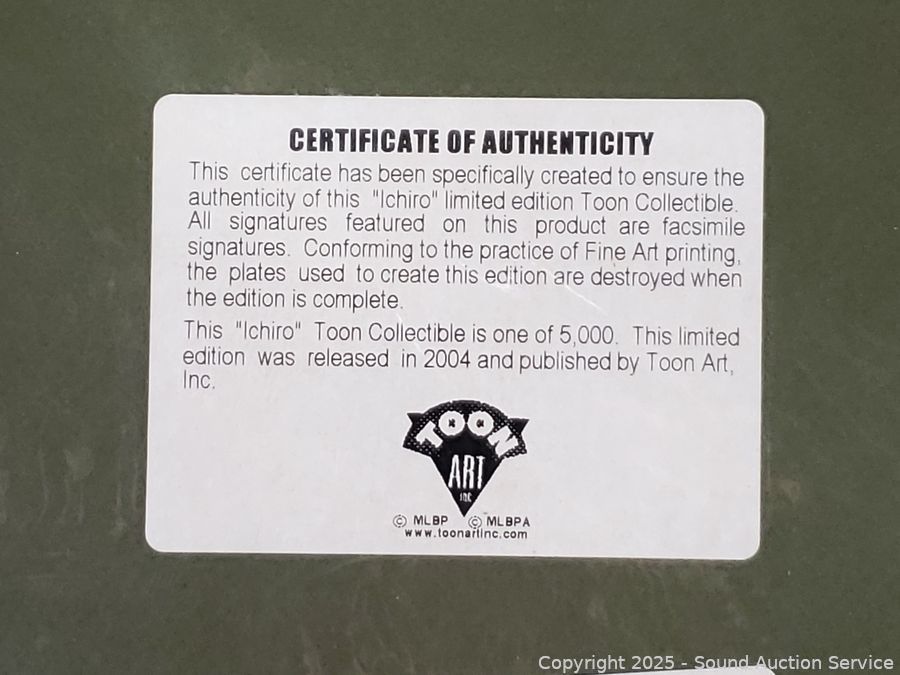 CERTIFICATE OF AUTHENTICITY
This certificate has been specifically created to ensure the
authenticity of this "Ichiro" limited edition Toon Collectible.
All signatures featured on this product are facsimile
signatures. Conforming to the practice of Fine Art printing,
the plates used to create this edition are destroyed when
the edition is complete.
This "Ichiro" Toon Collectible is one of 5,000. This limited
edition was released in 2004 and published by Toon Art,
Inc.
TOON
ART
INC
© MLBP © MLBPA
www.toonartinc.com
Copyright 2025 - Sound Auction Service